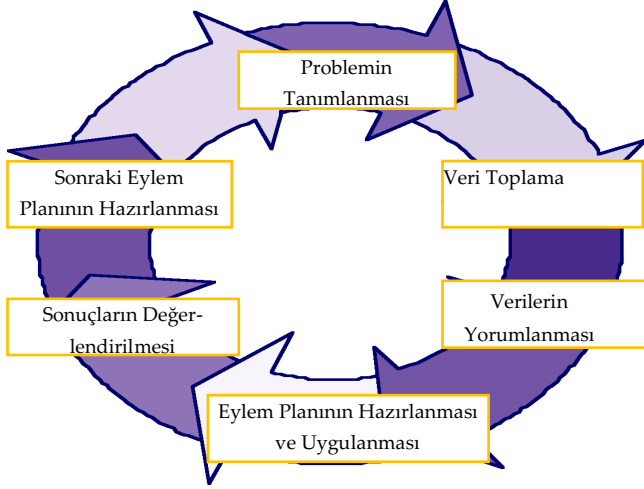 Problemin
Tanımlanması
Veri Toplama
Verilerin
Yorumlanması
Eylem Planının Hazırlanması
ve Uygulanması
Sonuçların Değer-
lendirilmesi
Sonraki Eylem
Planının Hazırlanması